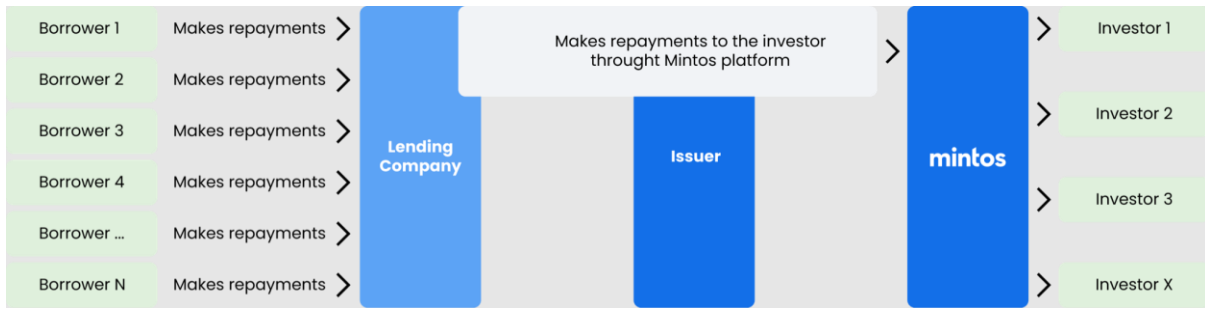 Borrower 1
Makes repayments
Borrower 2
Makes repayments
Borrower 3
Makes repayments
Borrower 4
Makes repayments
Borrower ...
Makes repayments
Borrower N
Makes repayments
Lending
Company
Makes repayments to the investor
throught Mintos platform
Issuer
mintos
Investor 1
Investor 2
Investor 3
Investor X